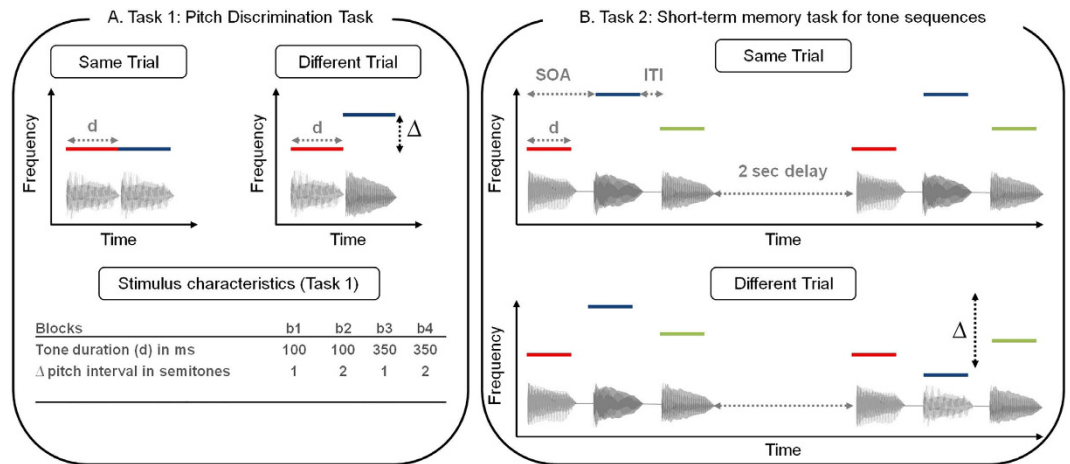 A. Task 1: Pitch Discrimination Task
Same Trial
Different Trial
Frequency
d
Time
Frequency
d
Δ
Time
Stimulus characteristics (Task 1)
Blocks b1 b2 b3 b4
Tone duration (d) in ms 100 100 350 350
Δ pitch interval in semitones 1 2 1 2
B. Task 2: Short-term memory task for tone sequences
Same Trial
SOA ITI
d
Frequency
2 sec delay
Time
Different Trial
Frequency
Δ
Time